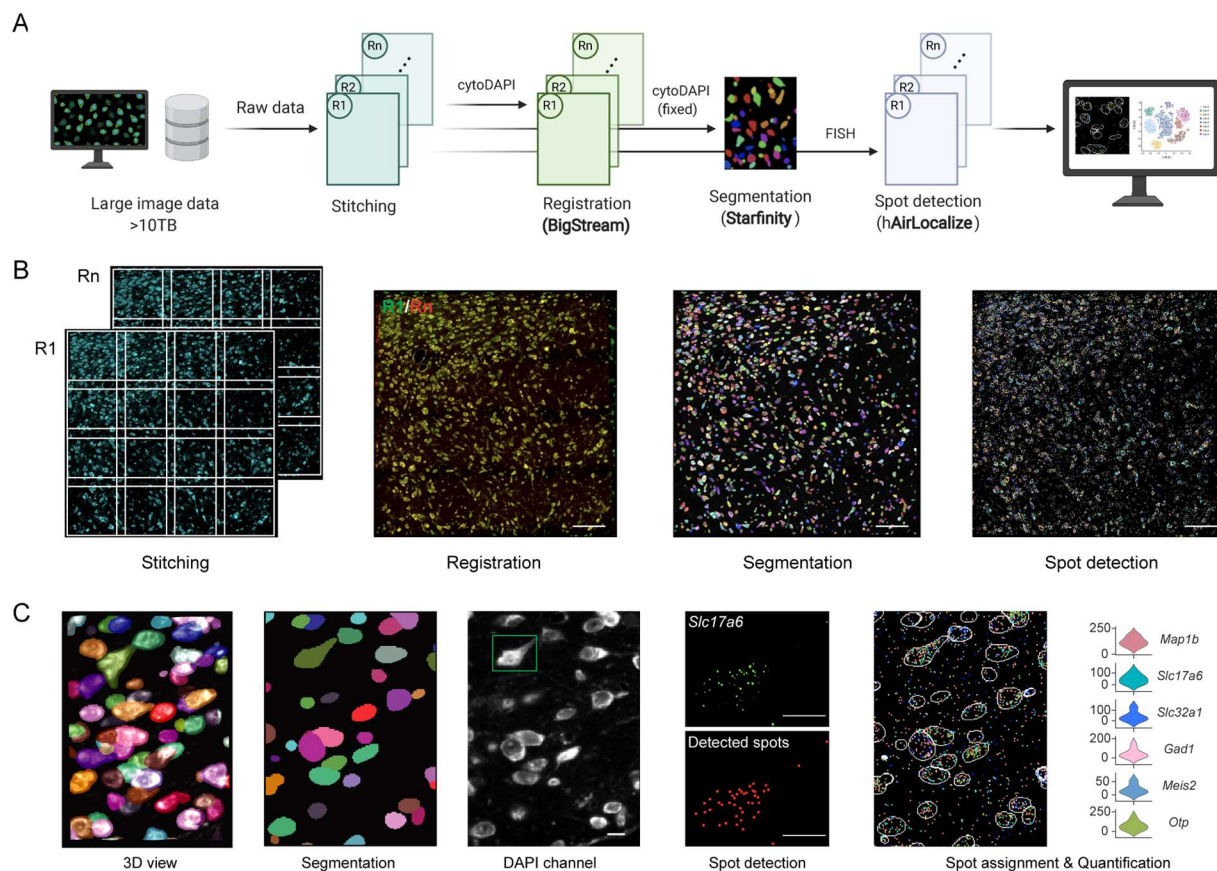 A
Raw data
Large image data
>10TB
Rn
R2
R1
Stitching
cytoDAPI
Rn
R2
R1
Registration
(BigStream)
cytoDAPI
(fixed)
Segmentation
(Starfinity)
FISH
Rn
R2
R1
Spot detection
(hAirLocalize)
B
Rn
R1
Stitching
R1/Rn
Registration
Segmentation
Spot detection
C
3D view
Segmentation
DAPI channel
Slc17a6
Detected spots
Spot detection
250
0
Map1b
100
0
Slc17a6
100
0
Slc32a1
200
0
Gad1
50
0
Meis2
250
0
Otp
Spot assignment & Quantification